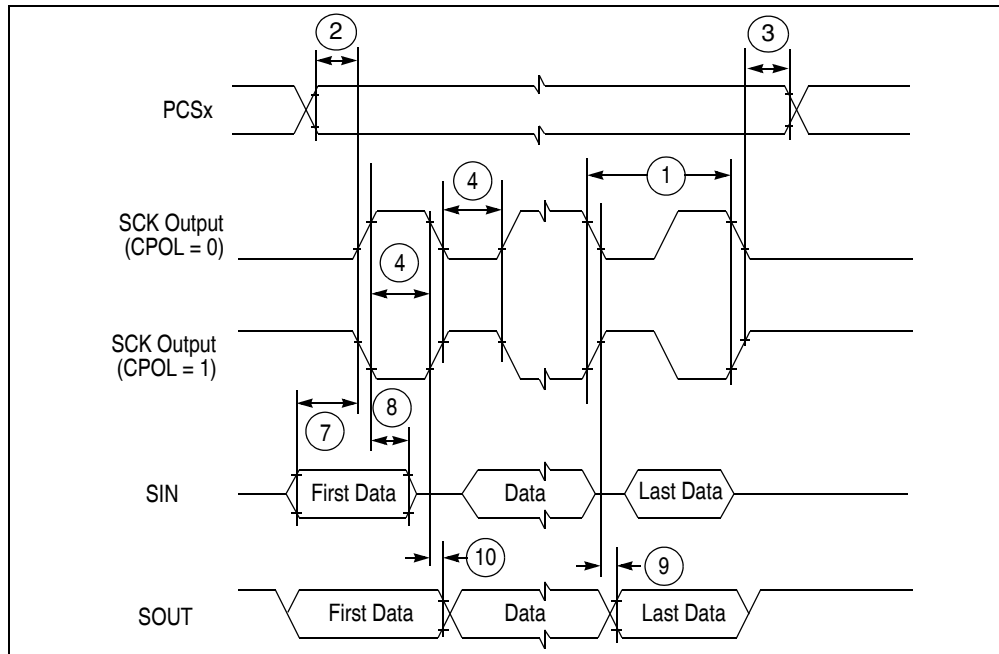 2
3
PCSx
4
1
SCK Output
(CPOL = 0)
4
SCK Output
(CPOL = 1)
7
8
SIN
First Data
Data
Last Data
10
9
SOUT
First Data
Data
Last Data